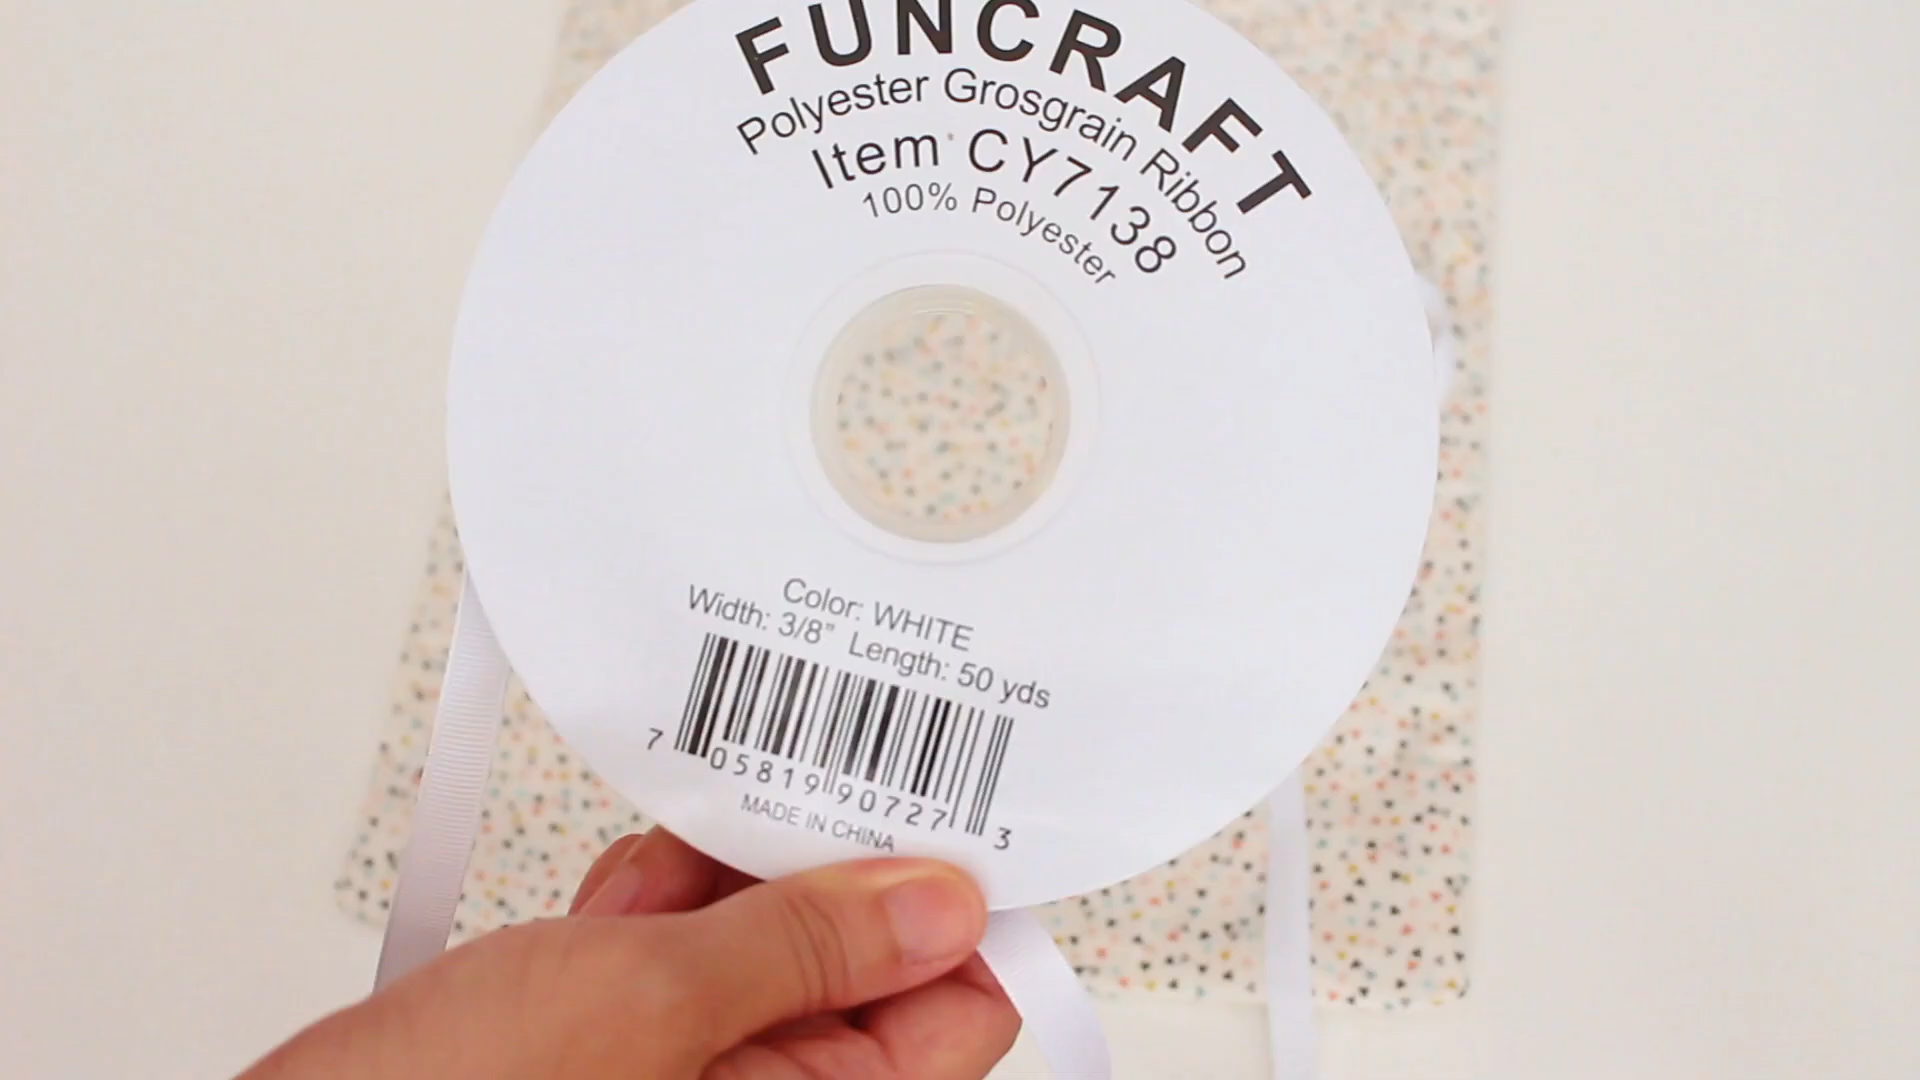 FUNCRAFT
Polyester Grosgrain Ribbon
Item CY7138
100% Polyester
Color: WHITE
Width: 3/8” Length: 50 yds
7 05819 90727 3
MADE IN CHINA